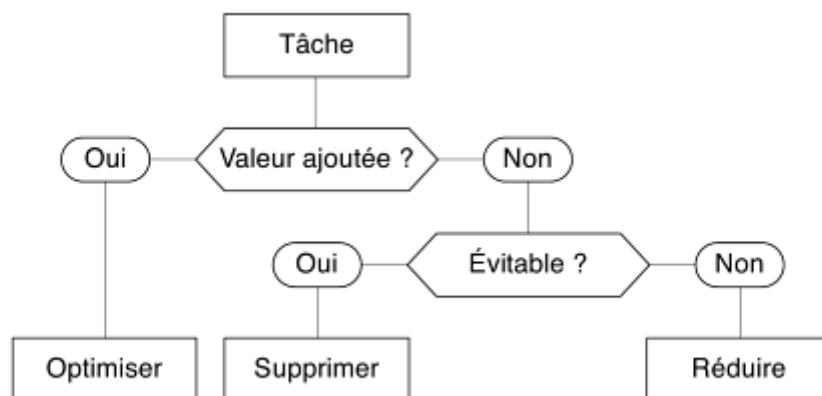 Tâche
Oui
Valeur ajoutée ?
Non
Oui
Évitable ?
Non
Optimiser
Supprimer
Réduire